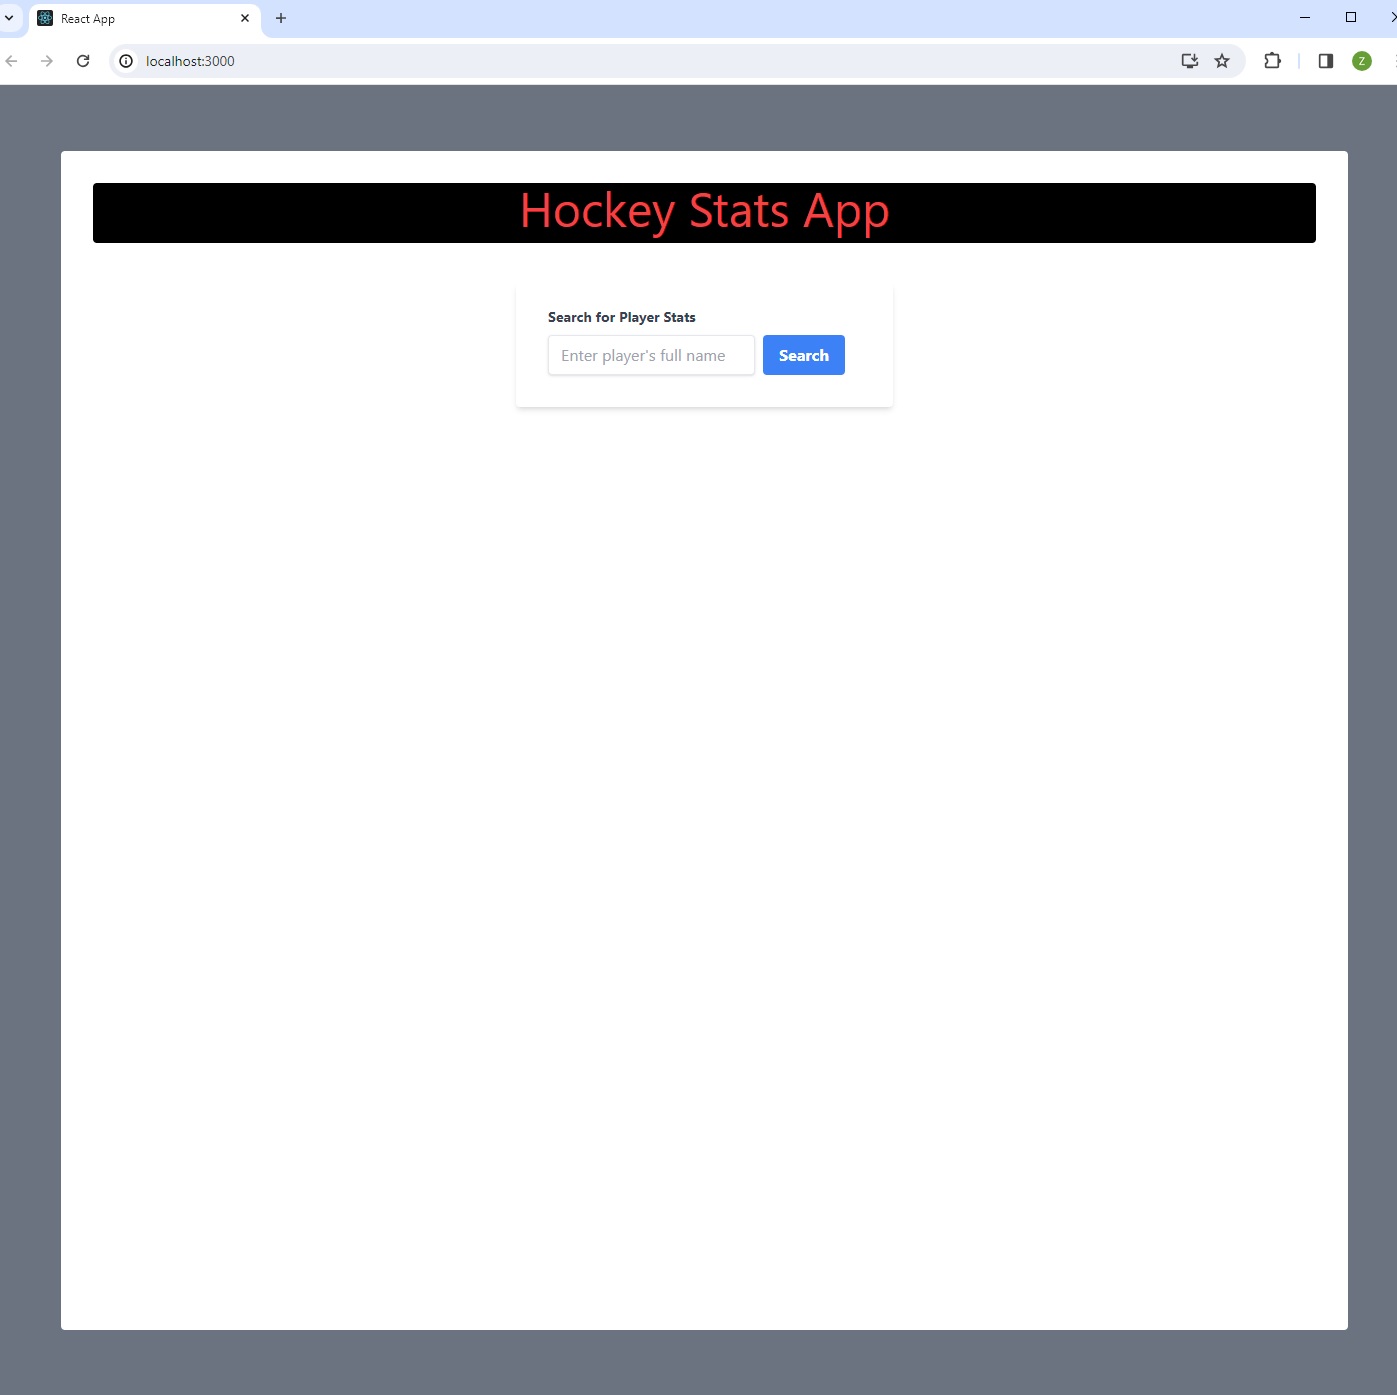 React App
localhost:3000
Z
Hockey Stats App
Search for Player Stats
Enter player's full name
Search